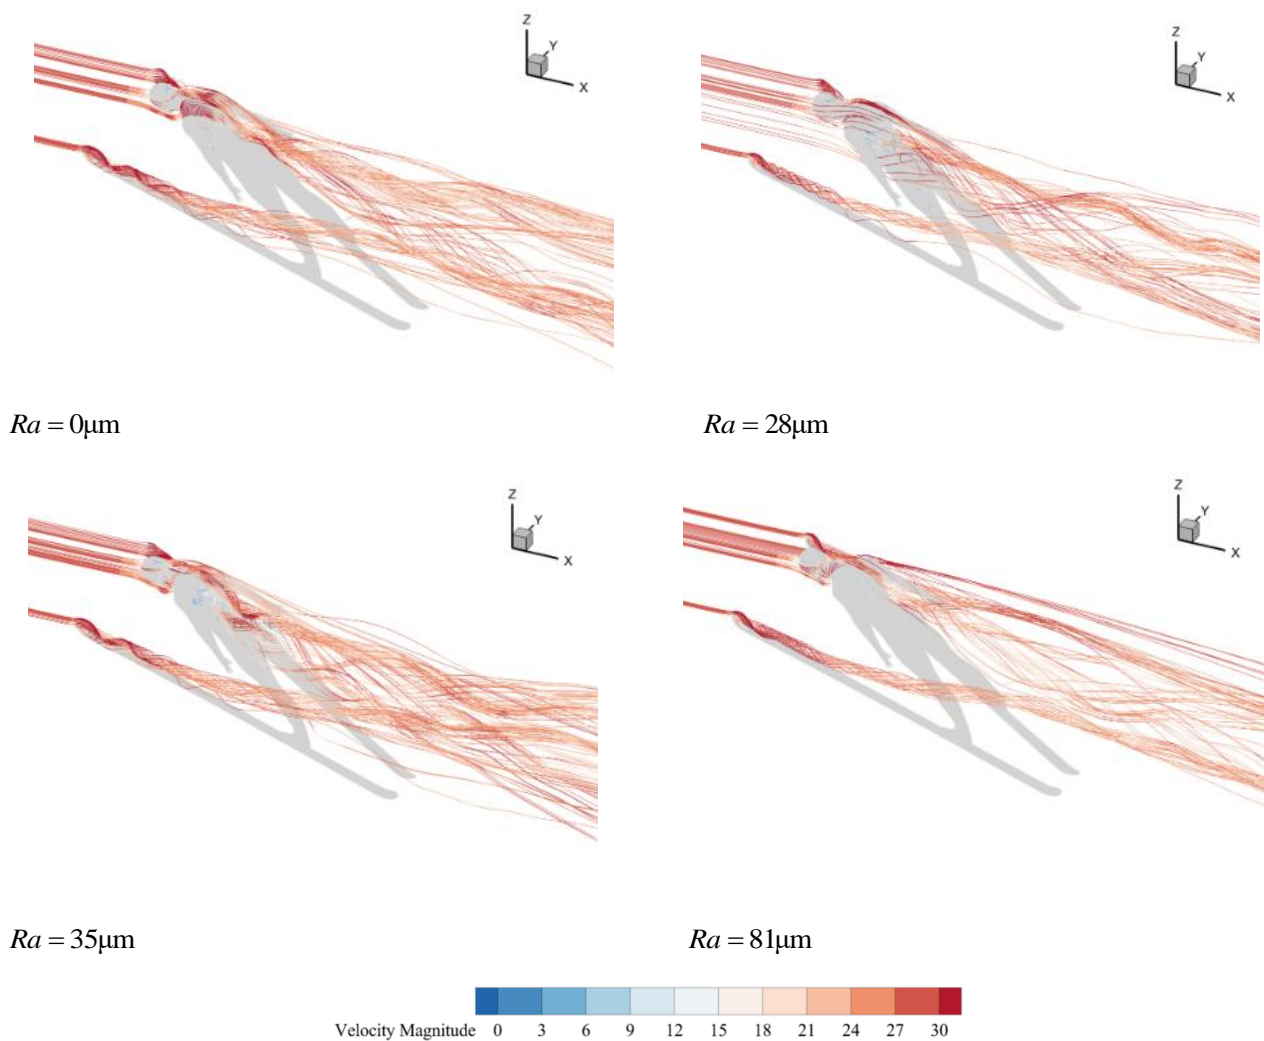 Z
Y
X
Z
Y
X
Ra = 0μm
Ra = 28μm
Z
Y
X
Z
Y
X
Ra = 35μm
Ra = 81μm
Velocity Magnitude 0 3 6 9 12 15 18 21 24 27 30